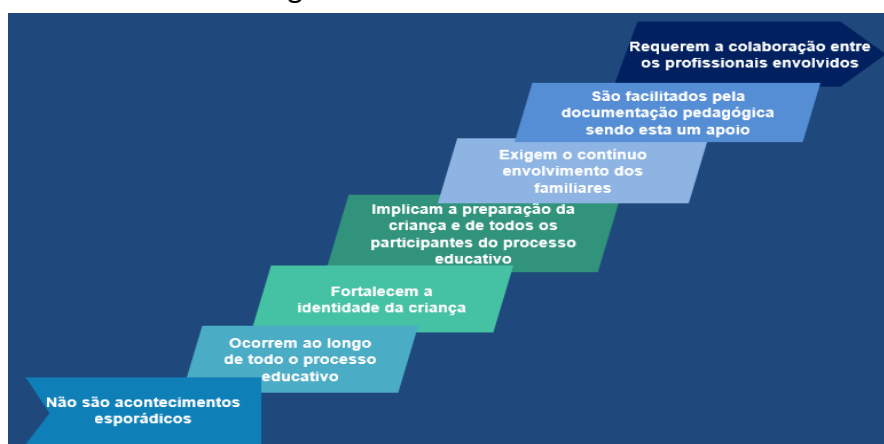 Requerem a colaboração entre
os profissionais envolvidos
São facilitados pela
documentação pedagógica
sendo esta um apoio
Exigem o contínuo
envolvimento dos
familiares
Implicam a preparação da
criança e de todos os
participantes do processo
educativo
Fortalecem a
identidade da criança
Ocorrem ao longo
de todo o processo
educativo
Não são acontecimentos
esporádicos